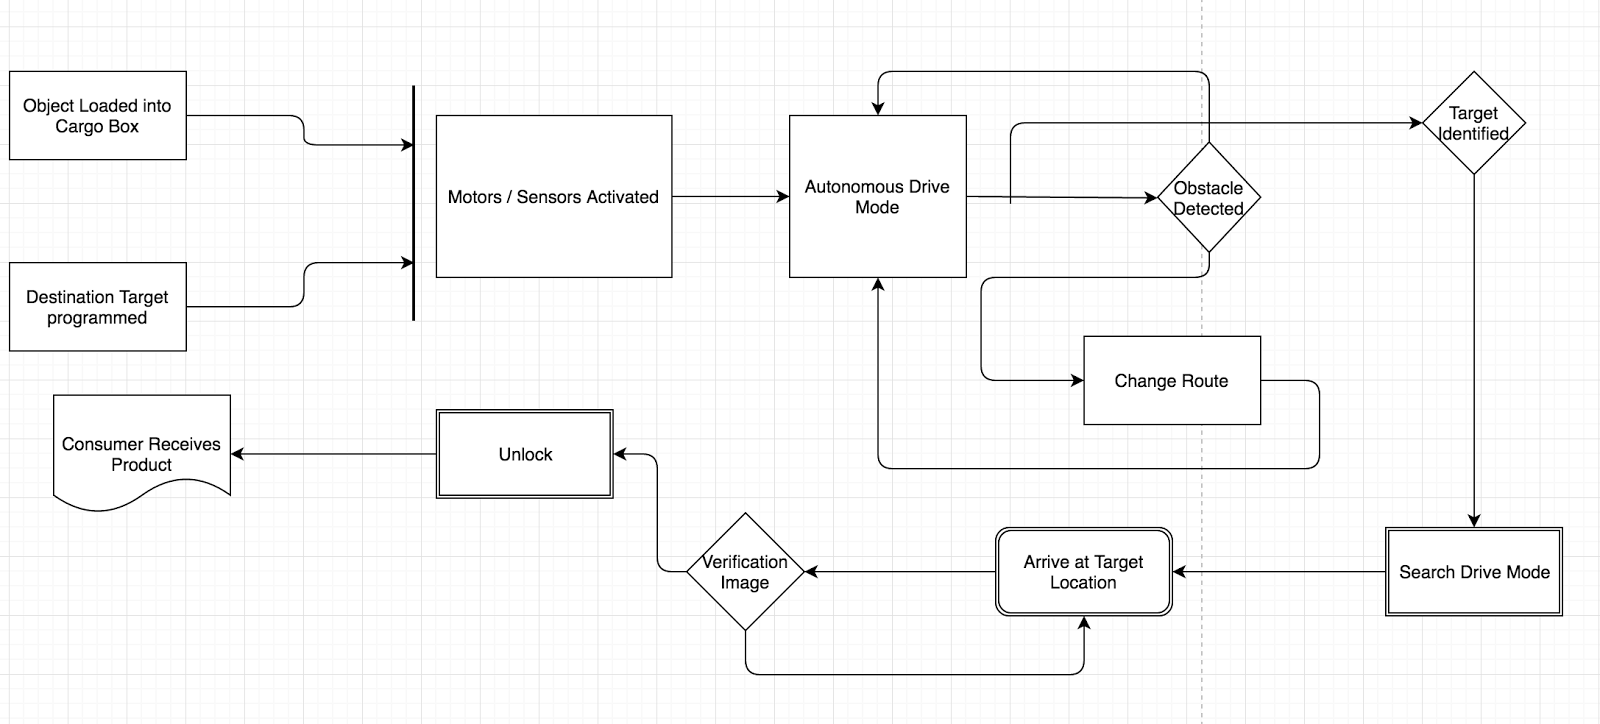 Object Loaded into
Cargo Box
Destination Target
programmed
Motors / Sensors Activated
Autonomous Drive
Mode
Obstacle
Detected
Target
Identified
Change Route
Search Drive Mode
Arrive at Target
Location
Verification
Image
Unlock
Consumer Receives
Product